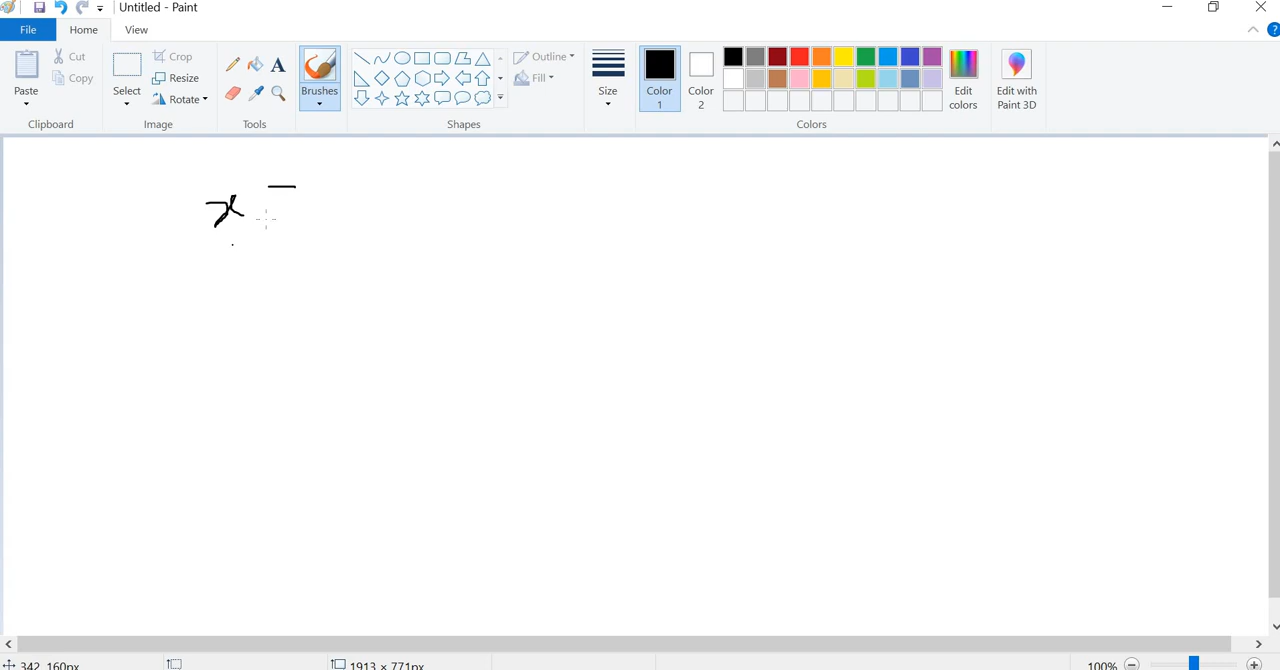 Untitled - Paint
File Home View
Paste Cut Copy Select Crop Resize Rotate A Brushes Outline Fill Size Color 1 Color 2 Edit colors Edit with Paint 3D
Clipboard Image Tools Shapes Colors
x -
342, 160px 1913 × 771px 100%